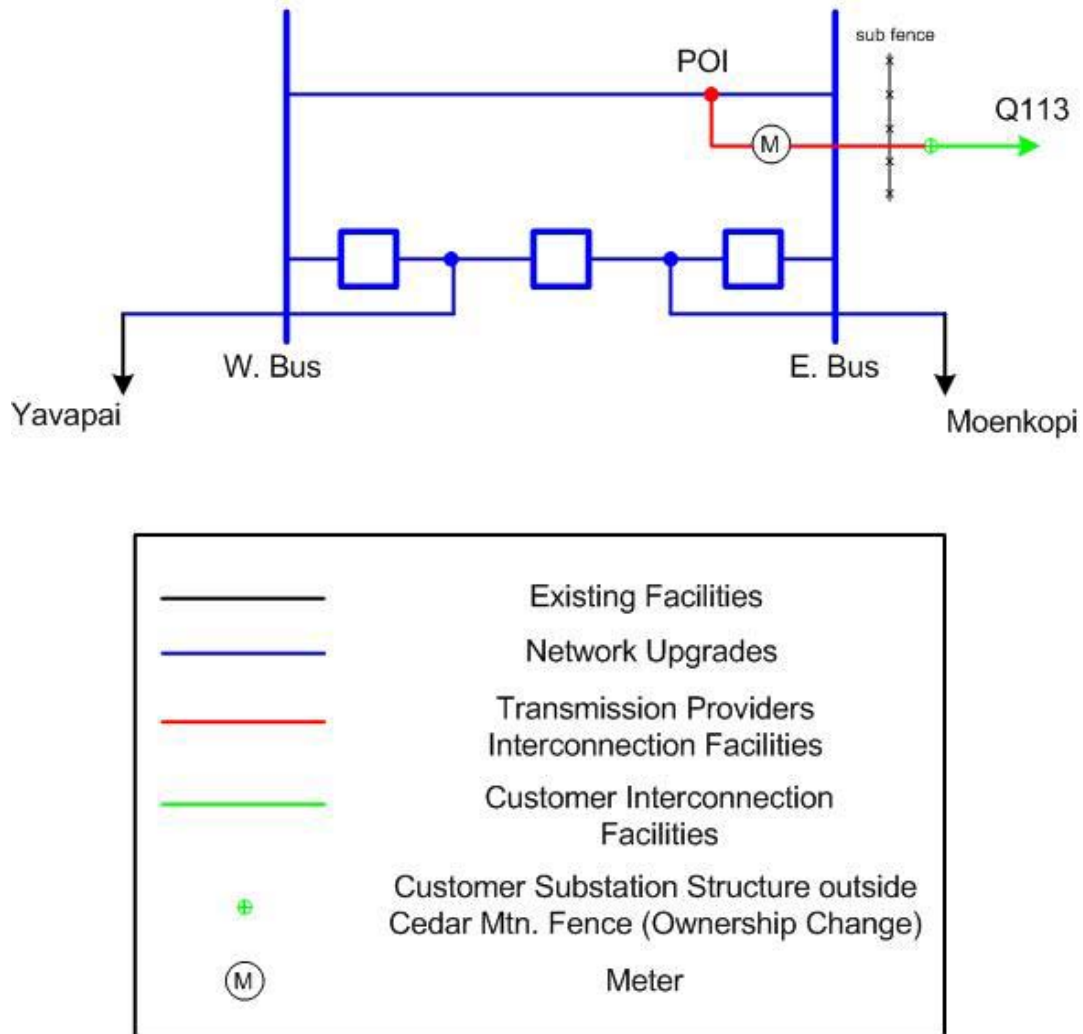 sub fence
POI
Q113
M
W. Bus
E. Bus
Yavapai
Moenkopi
Existing Facilities
Network Upgrades
Transmission Providers
Interconnection Facilities
Customer Interconnection
Facilities
Customer Substation Structure outside
Cedar Mtn. Fence (Ownership Change)
M
Meter